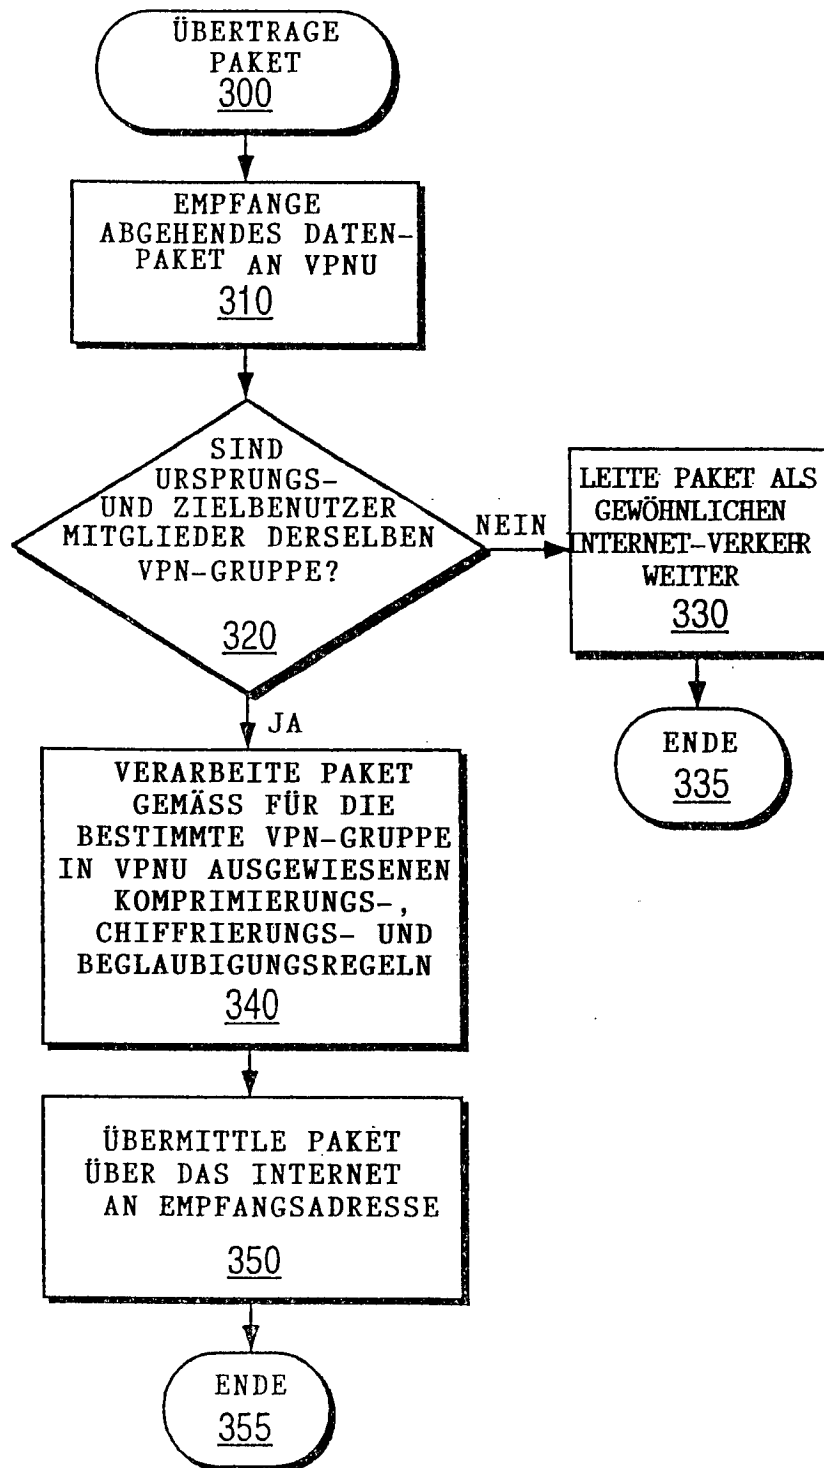 ÜBERTRAGE
PAKET
300
EMPFANGE
ABGEHENDES DATEN-
PAKET AN VPNU
310
SIND
URSPRUNGS-
UND ZIELBENUTZER
MITGLIEDER DERSELBEN
VPN-GRUPPE?
320
NEIN
LEITE PAKET ALS
GEWÖHNLICHEN
INTERNET-VERKEHR
WEITER
330
ENDE
335
JA
VERARBEITE PAKET
GEMÄSS FÜR DIE
BESTIMMTE VPN-GRUPPE
IN VPNU AUSGEWIESENEN
KOMPRIMIERUNGS-,
CHIFFRIERUNGS- UND
BEGLAUBIGUNGSREGELN
340
ÜBERMITTLE PAKET
ÜBER DAS INTERNET
AN EMPFANGSADRESSE
350
ENDE
355